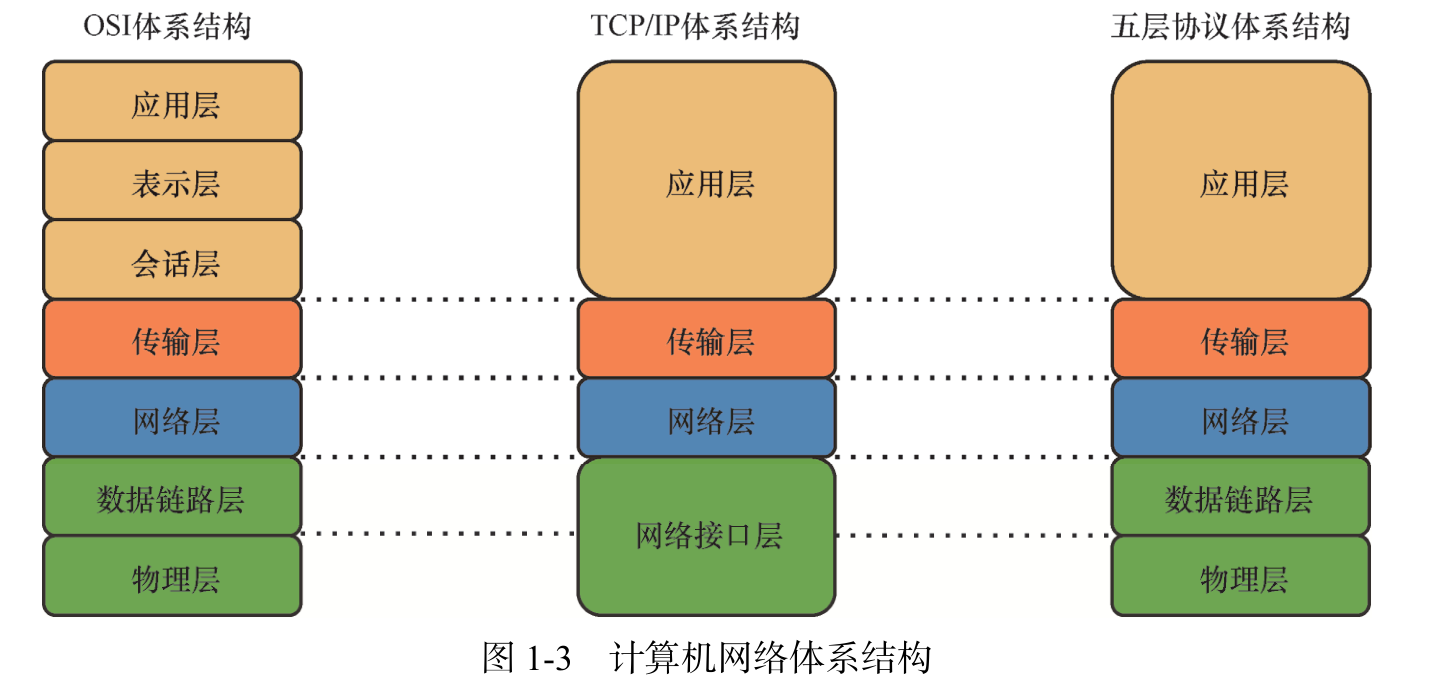 OSI体系结构
应用层
表示层
会话层
传输层
网络层
数据链路层
物理层
TCP/IP体系结构
应用层
传输层
网络层
网络接口层
五层协议体系结构
应用层
传输层
网络层
数据链路层
物理层
图 1-3 计算机网络体系结构